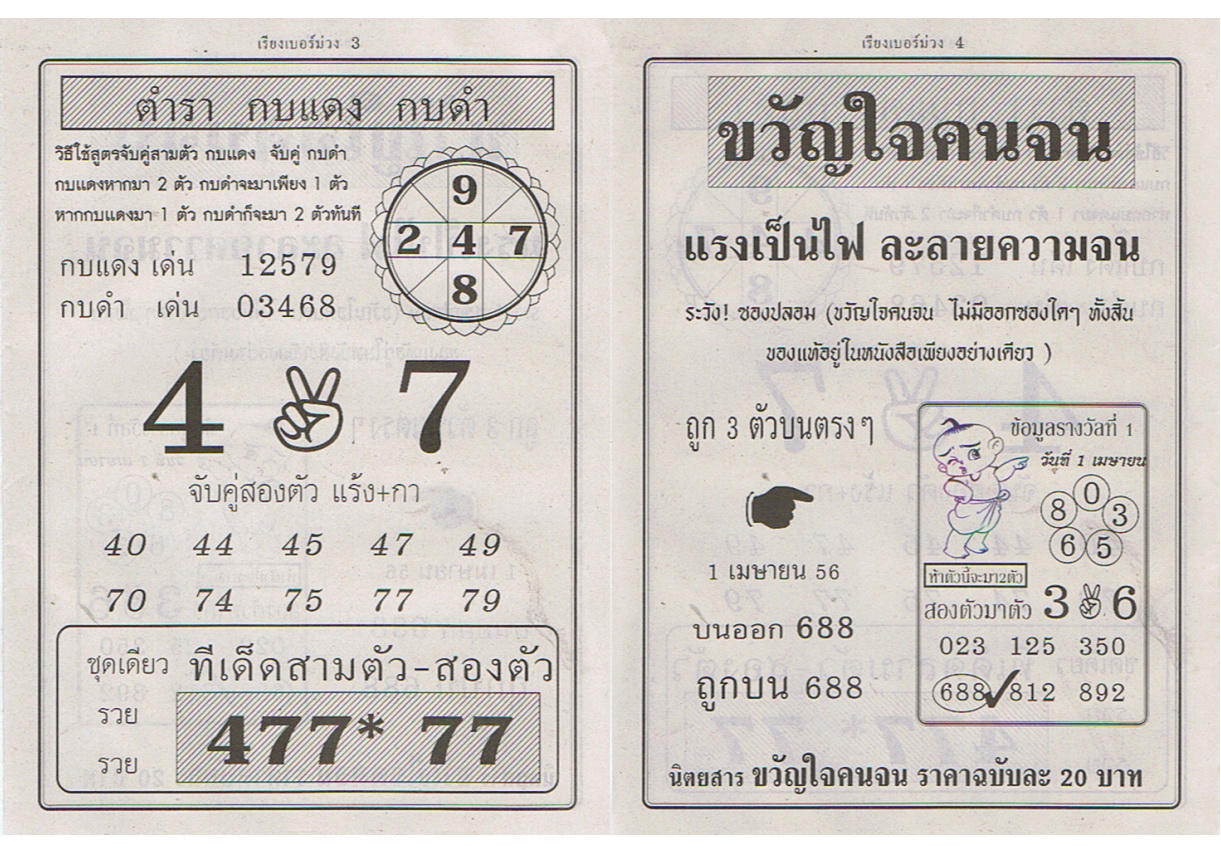 เรียงเบอร์ม่วง 3
ตำรา กบแดง กบดำ
วิธีใช้สูตรจับคู่สามตัว กบแดง จับคู่ กบดำ
กบแดงหากมา 2 ตัว กบดำจะมาเพียง 1 ตัว
หากกบแดงมา 1 ตัว กบดำก็จะมา 2 ตัวทันที
กบแดง เด่น 12579
กบดำ เด่น 03468
9
2 4 7
8
4 7
จับคู่สองตัว แร้ง+กา
40 44 45 47 49
70 74 75 77 79
ชุดเดียว ทีเด็ดสามตัว-สองตัว
รวย
รวย
477* 77
เรียงเบอร์ม่วง 4
ขวัญใจคนจน
แรงเป็นไฟ ละลายความจน
ระวัง! ซองปลอม (ขวัญใจคนจน ไม่มีออกซองใดๆ ทั้งสิ้น
ของแท้อยู่ในหนังสือเพียงอย่างเดียว )
ถูก 3 ตัวบนตรงๆ
1 เมษายน 56
บนออก 688
ถูกบน 688
ข้อมูลรางวัลที่ 1
วันที่ 1 เมษายน
0
8 3
6 5
ห้าตัวนี้จะมา2ตัว
สองตัวมาตัว 3 6
023 125 350
688 812 892
นิตยสาร ขวัญใจคนจน ราคาฉบับละ 20 บาท